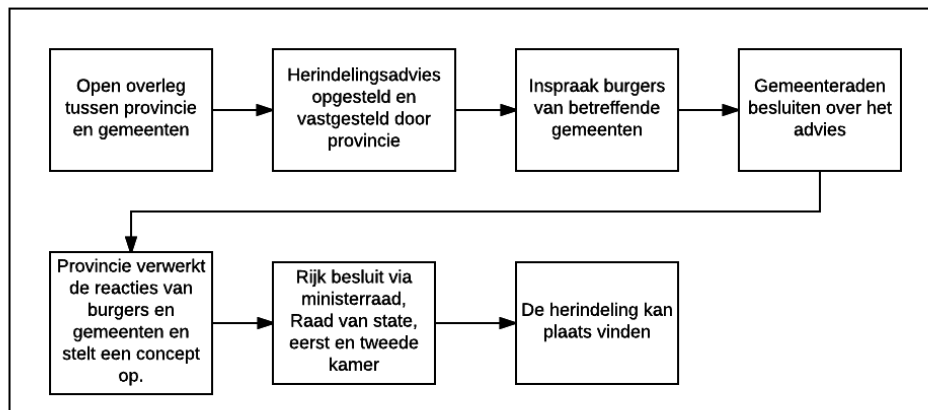 Open overleg
tussen provincie
en gemeenten
Herindelingsadvies
opgesteld en
vastgesteld door
provincie
Inspraak burgers
van betreffende
gemeenten
Gemeenteraden
besluiten over het
advies
Provincie verwerkt
de reacties van
burgers en
gemeenten en
stelt een concept
op.
Rijk besluit via
ministerraad,
Raad van state,
eerst en tweede
kamer
De herindeling kan
plaats vinden